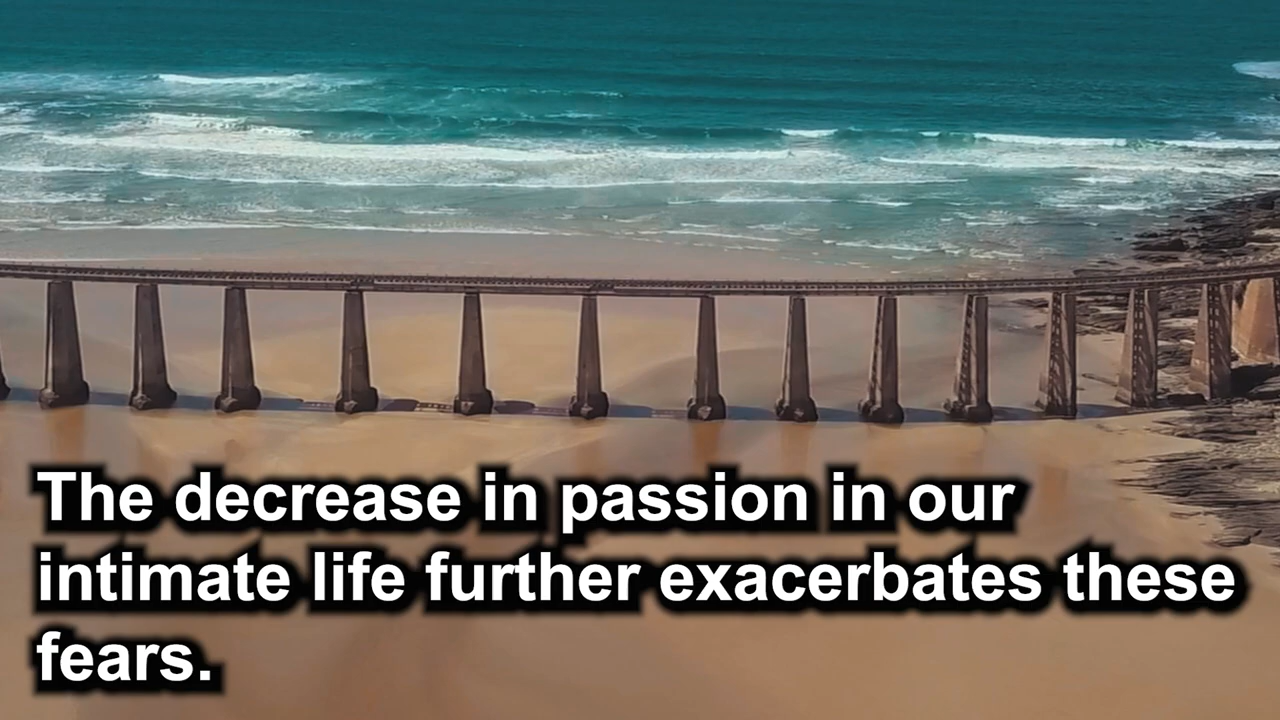 The decrease in passion in our
intimate life further exacerbates these
fears.